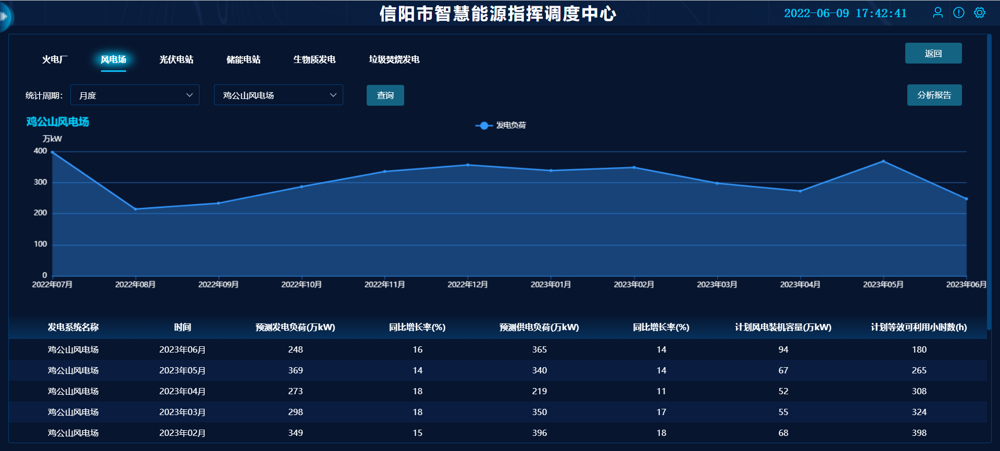 信阳市智慧能源指挥调度中心
2022-06-09 17:42:41
火电厂 风电场 光伏电站 储能电站 生物质发电 垃圾焚烧发电
返回
统计周期： 月度 鸡公山风电场 查询 分析报告
鸡公山风电场
发电负荷
万kW
400
300
200
100
0
2022年07月 2022年08月 2022年09月 2022年10月 2022年11月 2022年12月 2023年01月 2023年02月 2023年03月 2023年04月 2023年05月 2023年06月
发电系统名称 时间 预测发电负荷(万kW) 同比增长率(%) 预测供电负荷(万kW) 同比增长率(%) 计划风电装机容量(万kW) 计划等效可利用小时数(h)
鸡公山风电场 2023年06月 248 16 365 14 94 180
鸡公山风电场 2023年05月 369 14 340 14 67 265
鸡公山风电场 2023年04月 273 18 219 11 52 308
鸡公山风电场 2023年03月 298 18 350 17 55 324
鸡公山风电场 2023年02月 349 15 396 18 68 398